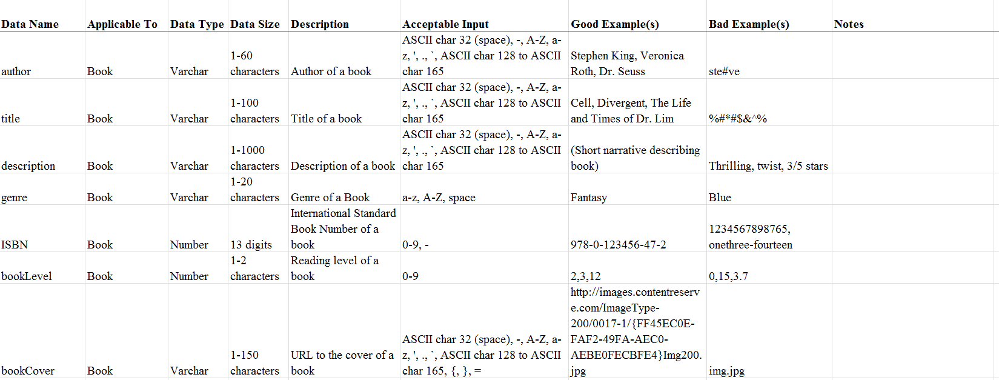 Data Name Applicable To Data Type Data Size Description Acceptable Input Good Example(s) Bad Example(s) Notes
ASCII char 32 (space), -, A-Z, a-
1-60 z, ', ., `, ASCII char 128 to ASCII Stephen King, Veronica
author Book Varchar characters Author of a book char 165 Roth, Dr. Seuss ste#ve
ASCII char 32 (space), -, A-Z, a-
1-100 z, ', ., `, ASCII char 128 to ASCII Cell, Divergent, The Life
title Book Varchar characters Title of a book char 165 and Times of Dr. Lim %#*#$&^%
ASCII char 32 (space), -, A-Z, a-
1-1000 z, ', ., `, ASCII char 128 to ASCII (Short narrative describing
description Book Varchar characters Description of a book char 165 book) Thrilling, twist, 3/5 stars
1-20
genre Book Varchar characters Genre of a Book a-z, A-Z, space Fantasy Blue
International Standard
Book Number of a 1234567898765,
ISBN Book Number 13 digits book 0-9, - 978-0-123456-47-2 onethree-fourteen
1-2 Reading level of a
bookLevel Book Number characters book 0-9 2,3,12 0,15,3.7
http://images.contentreserv
e.com/ImageType-
200/0017-1/{FF45EC0E-
ASCII char 32 (space), -, A-Z, a- FAF2-49FA-AEC0-
1-150 URL to the cover of a z, ', ., `, ASCII char 128 to ASCII AEBE0FECBFE4}Img200.
bookCover Book Varchar characters book char 165, {, }, = jpg img.jpg